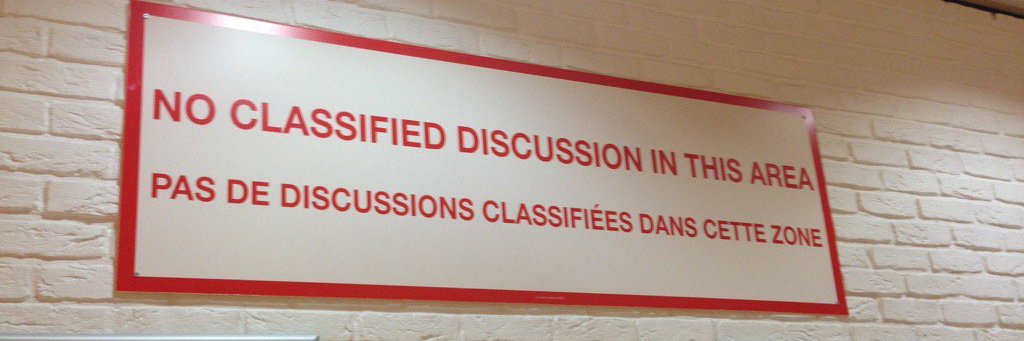 NO CLASSIFIED DISCUSSION IN THIS AREA
PAS DE DISCUSSIONS CLASSIFIÉES DANS CETTE ZONE